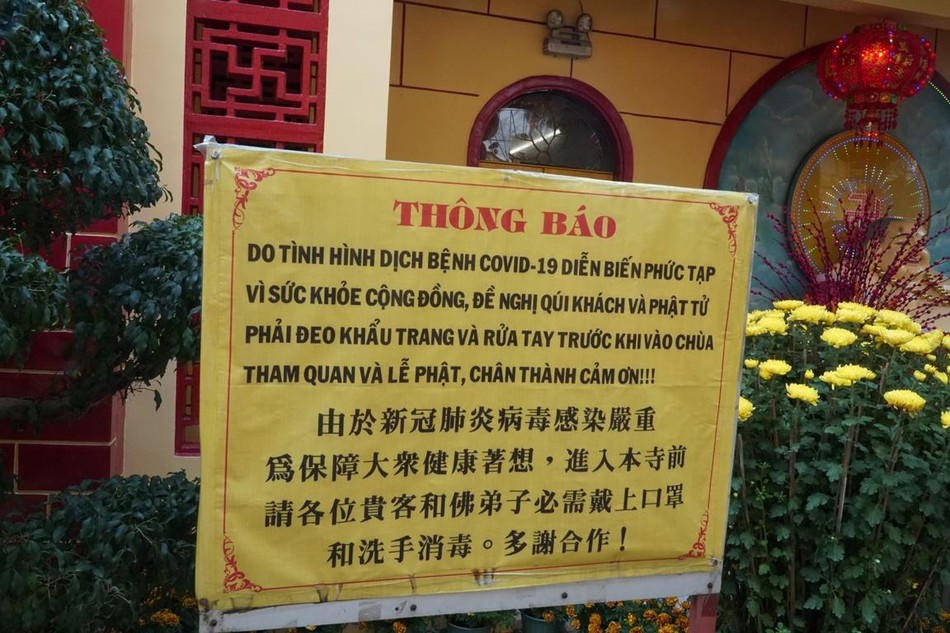 THÔNG BÁO
DO TÌNH HÌNH DỊCH BỆNH COVID-19 DIỄN BIẾN PHỨC TẠP
VÌ SỨC KHỎE CỘNG ĐỒNG, ĐỀ NGHỊ QÚI KHÁCH VÀ PHẬT TỬ
PHẢI ĐEO KHẨU TRANG VÀ RỬA TAY TRƯỚC KHI VÀO CHÙA
THAM QUAN VÀ LỄ PHẬT, CHÂN THÀNH CẢM ƠN!!!
由於新冠肺炎病毒感染嚴重
爲保障大衆健康著想，進入本寺前
請各位貴客和佛弟子必需戴上口罩
和洗手消毒。多謝合作！